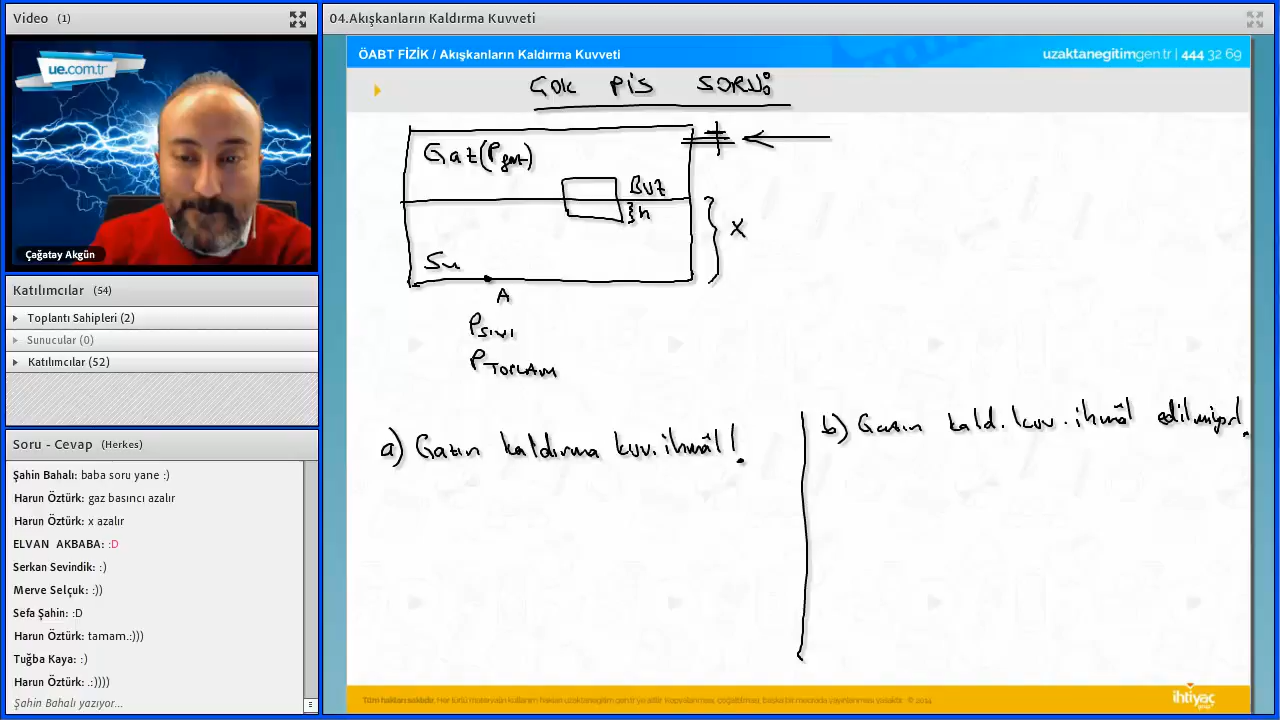 Video (1)
04.Akışkanların Kaldırma Kuvveti
ue.com.tr
Çağatay Akgün
Katılımcılar (54)
Toplantı Sahipleri (2)
Sunucular (0)
Katılımcılar (52)
Soru - Cevap (Herkes)
Şahin Bahalı: baba soru yane :)
Harun Öztürk: gaz basıncı azalır
Harun Öztürk: x azalır
ELVAN AKBABA: :D
Serkan Sevindik: :)
Merve Selçuk: :))
Sefa Şahin: :D
Harun Öztürk: tamam.:)))
Tuğba Kaya: :)
Harun Öztürk: .:))))
Şahin Bahalı yazıyor...
ÖABT FİZİK / Akışkanların Kaldırma Kuvveti
uzaktanegitimgen.tr | 444 32 69
ÇOK PİS SORU:
Gaz (Pgaz)
Buz
h
x
Su
A
PSIVI
PTOPLAM
a) Gazın kaldırma kuv. ihmâl!
b) Gazın kald. kuv. ihmâl edilmiyor!
ihtiyaç